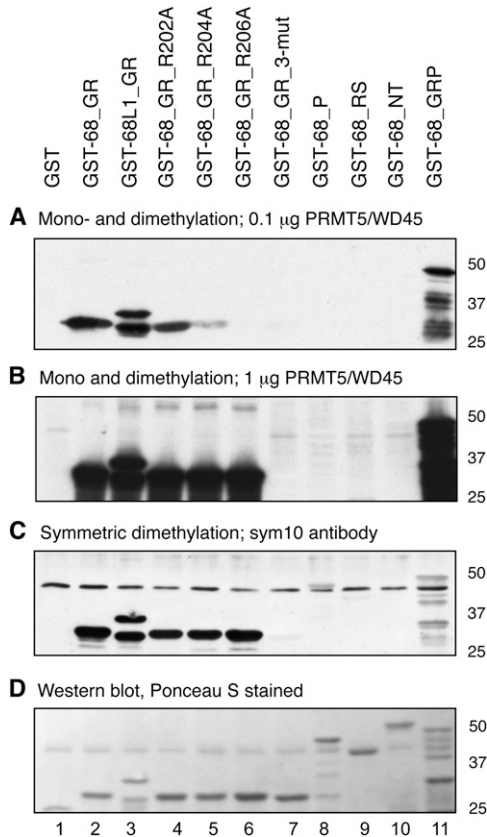 GST
GST-68_GR
GST-68L1_GR
GST-68_GR_R202A
GST-68_GR_R204A
GST-68_GR_R206A
GST-68_GR_3-mut
GST-68_P
GST-68_RS
GST-68_NT
GST-68_GRP
A Mono- and dimethylation; 0.1 μg PRMT5/WD45
50
37
25
B Mono and dimethylation; 1 μg PRMT5/WD45
50
37
25
C Symmetric dimethylation; sym10 antibody
50
37
25
D Western blot, Ponceau S stained
50
37
25
1 2 3 4 5 6 7 8 9 10 11